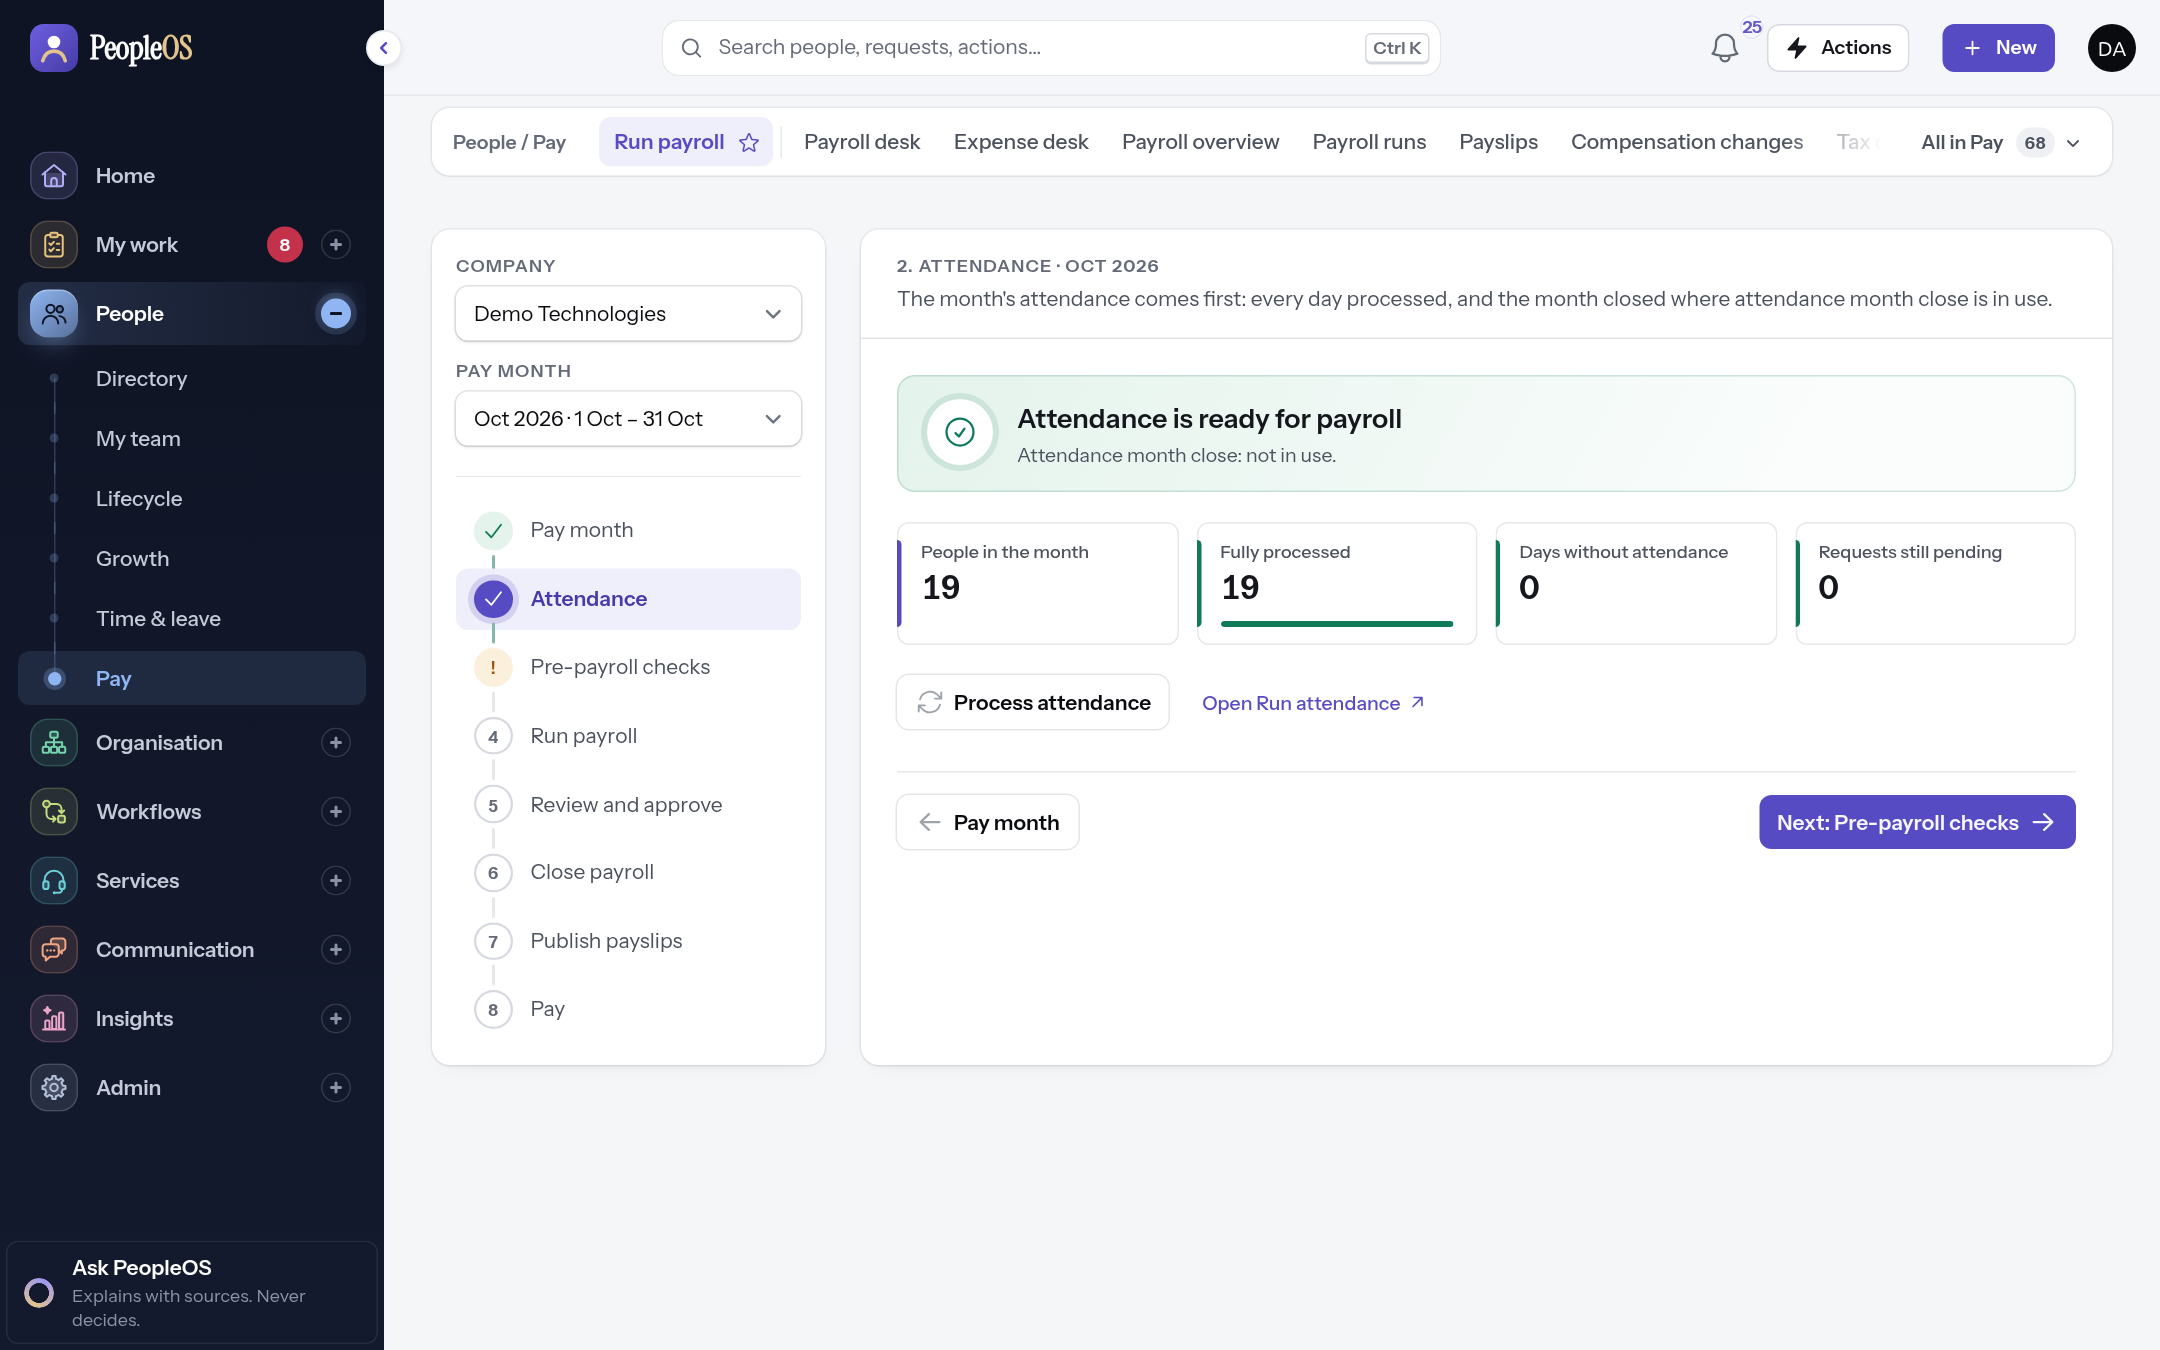 PeopleOS
Search people, requests, actions...
Ctrl K
25
Actions
New
DA
Home
My work
8
People
Directory
My team
Lifecycle
Growth
Time & leave
Pay
Organisation
Workflows
Services
Communication
Insights
Admin
Ask PeopleOS
Explains with sources. Never
decides.
People / Pay
Run payroll
Payroll desk
Expense desk
Payroll overview
Payroll runs
Payslips
Compensation changes
Tax
All in Pay
68
COMPANY
Demo Technologies
PAY MONTH
Oct 2026 · 1 Oct – 31 Oct
Pay month
Attendance
! Pre-payroll checks
4 Run payroll
5 Review and approve
6 Close payroll
7 Publish payslips
8 Pay
2. ATTENDANCE · OCT 2026
The month's attendance comes first: every day processed, and the month closed where attendance month close is in use.
Attendance is ready for payroll
Attendance month close: not in use.
People in the month
19
Fully processed
19
Days without attendance
0
Requests still pending
0
Process attendance
Open Run attendance
Pay month
Next: Pre-payroll checks